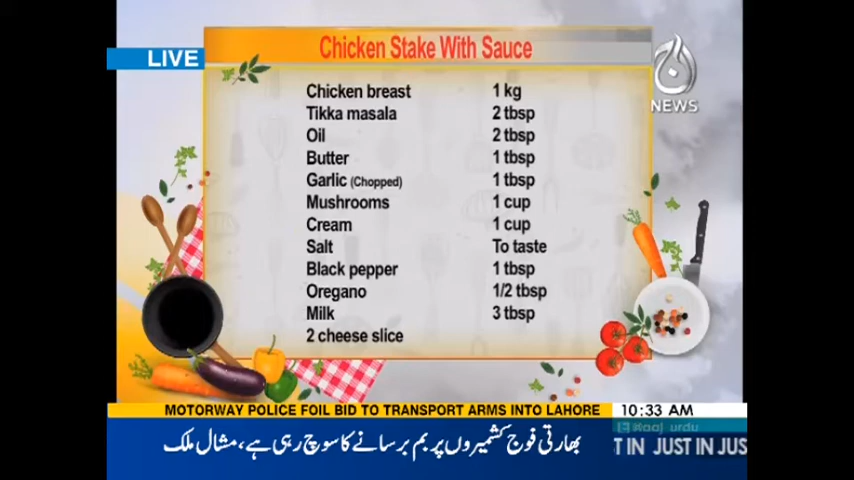 Chicken Stake With Sauce
LIVE
NEWS
Chicken breast 1 kg
Tikka masala 2 tbsp
Oil 2 tbsp
Butter 1 tbsp
Garlic (Chopped) 1 tbsp
Mushrooms 1 cup
Cream 1 cup
Salt To taste
Black pepper 1 tbsp
Oregano 1/2 tbsp
Milk 3 tbsp
2 cheese slice
MOTORWAY POLICE FOIL BID TO TRANSPORT ARMS INTO LAHORE 10:33 AM
@aaj_urdu
بھارتی فوج کشمیروں پر بم برسانے کا سوچ رہی ہے، مشال ملک
T IN JUST IN JUS